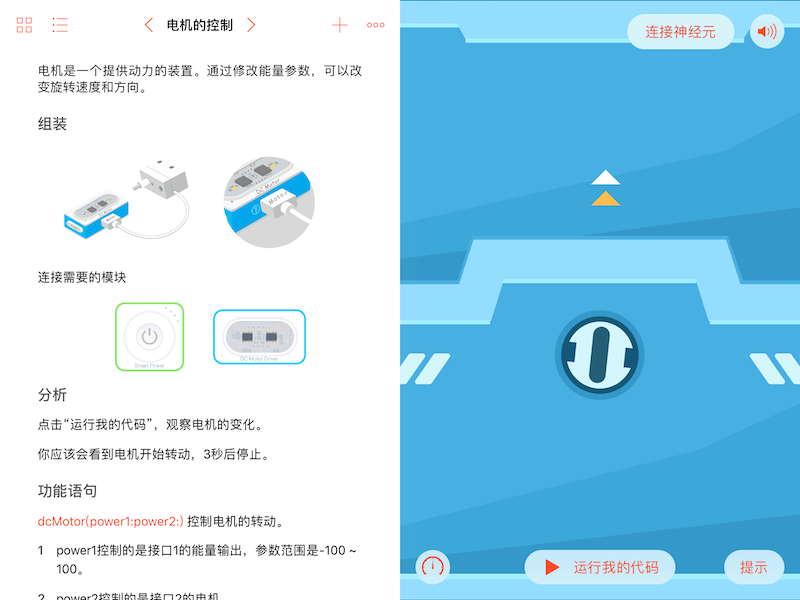 电机的控制
电机是一个提供动力的装置。通过修改能量参数，可以改
变旋转速度和方向。
组装
DC Motor
Motor
连接需要的模块
Smart Power
DC Motor Driver
分析
点击“运行我的代码”，观察电机的变化。
你应该会看到电机开始转动，3秒后停止。
功能语句
dcMotor(power1:power2:) 控制电机的转动。
1 power1控制的是接口1的能量输出，参数范围是-100 ~
100。
2 power2控制的是接口2的电机
连接神经元
运行我的代码
提示